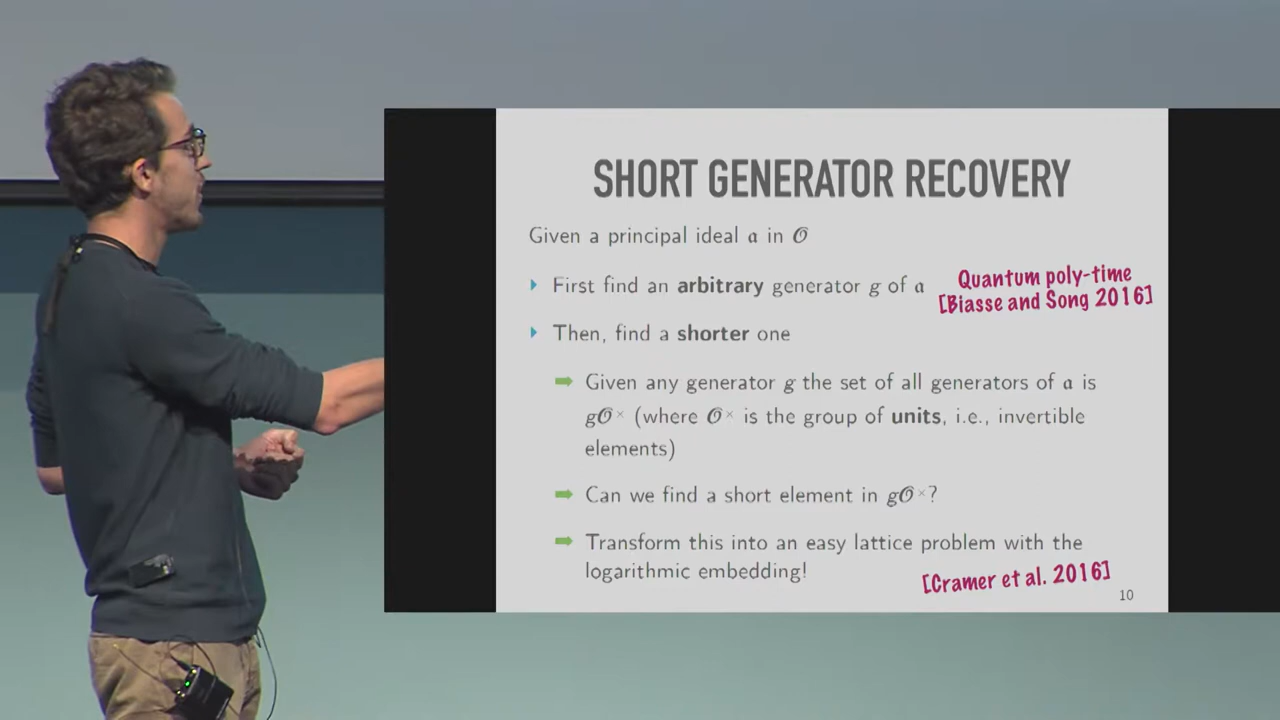 SHORT GENERATOR RECOVERY
Given a principal ideal 𝔞 in 𝒪
First find an arbitrary generator g of 𝔞
Quantum poly-time
[Biasse and Song 2016]
Then, find a shorter one
Given any generator g the set of all generators of 𝔞 is
g𝒪× (where 𝒪× is the group of units, i.e., invertible
elements)
Can we find a short element in g𝒪×?
Transform this into an easy lattice problem with the
logarithmic embedding!
[Cramer et al. 2016]
10